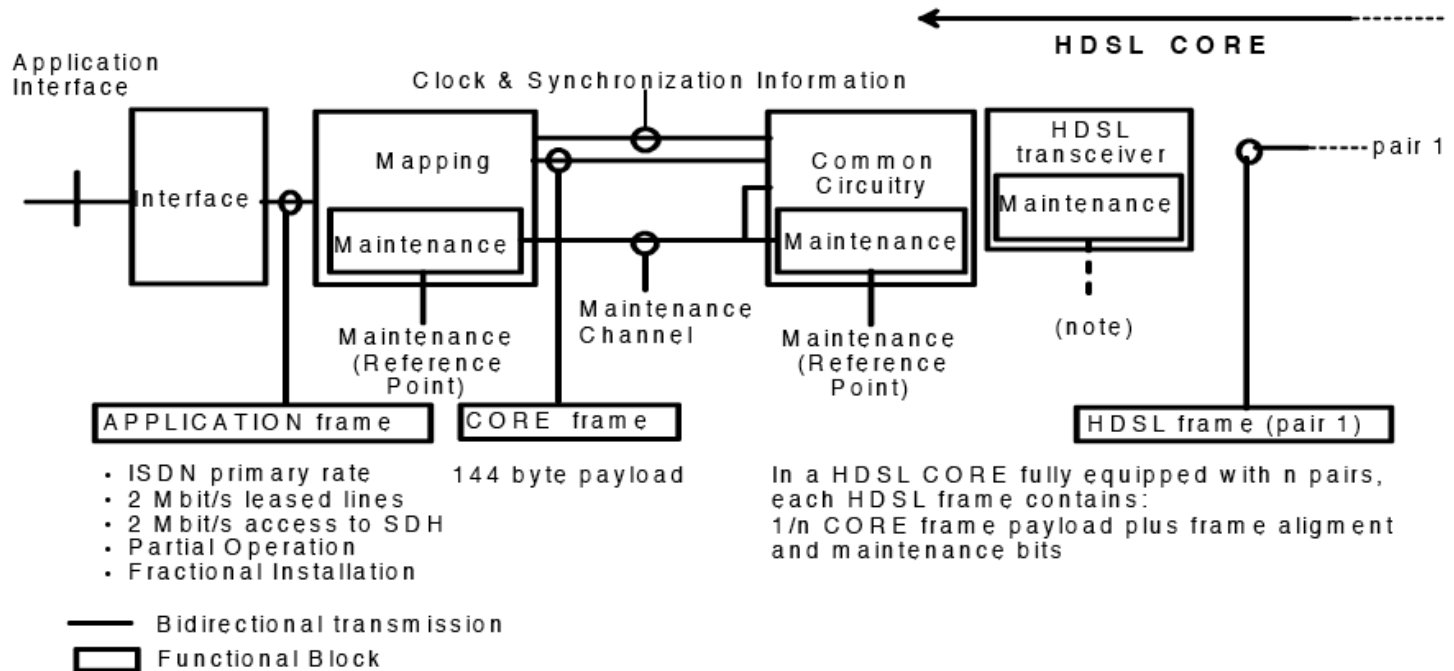 HDSL CORE
Application
Interface
Clock & Synchronization Information
Interface
Mapping
Maintenance
Common
Circuitry
Maintenance
HDSL
transceiver
Maintenance
pair 1
Maintenance
(Reference
Point)
Maintenance
Channel
Maintenance
(Reference
Point)
(note)
APPLICATION frame
CORE frame
HDSL frame (pair 1)
• ISDN primary rate
• 2 Mbit/s leased lines
• 2 Mbit/s access to SDH
• Partial Operation
• Fractional Installation
144 byte payload
In a HDSL CORE fully equipped with n pairs,
each HDSL frame contains:
1/n CORE frame payload plus frame aligment
and maintenance bits
Bidirectional transmission
Functional Block